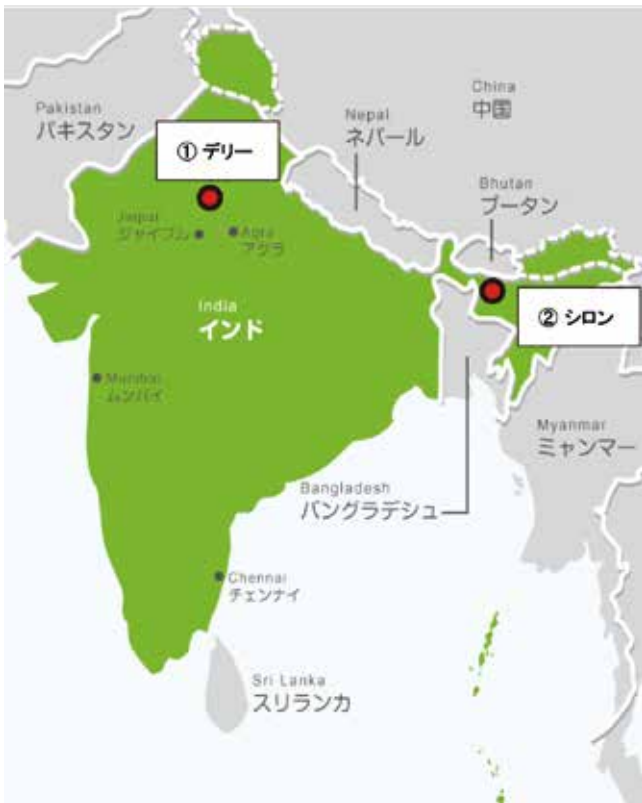 China
中国
Pakistan
パキスタン
Nepal
ネパール
① デリー
Bhutan
ブータン
Jaipur
ジャイプル
Agra
アグラ
② シロン
India
インド
Mumbai
ムンバイ
Myanmar
ミャンマー
Bangladesh
バングラデシュ
Chennai
チェンナイ
Sri Lanka
スリランカ